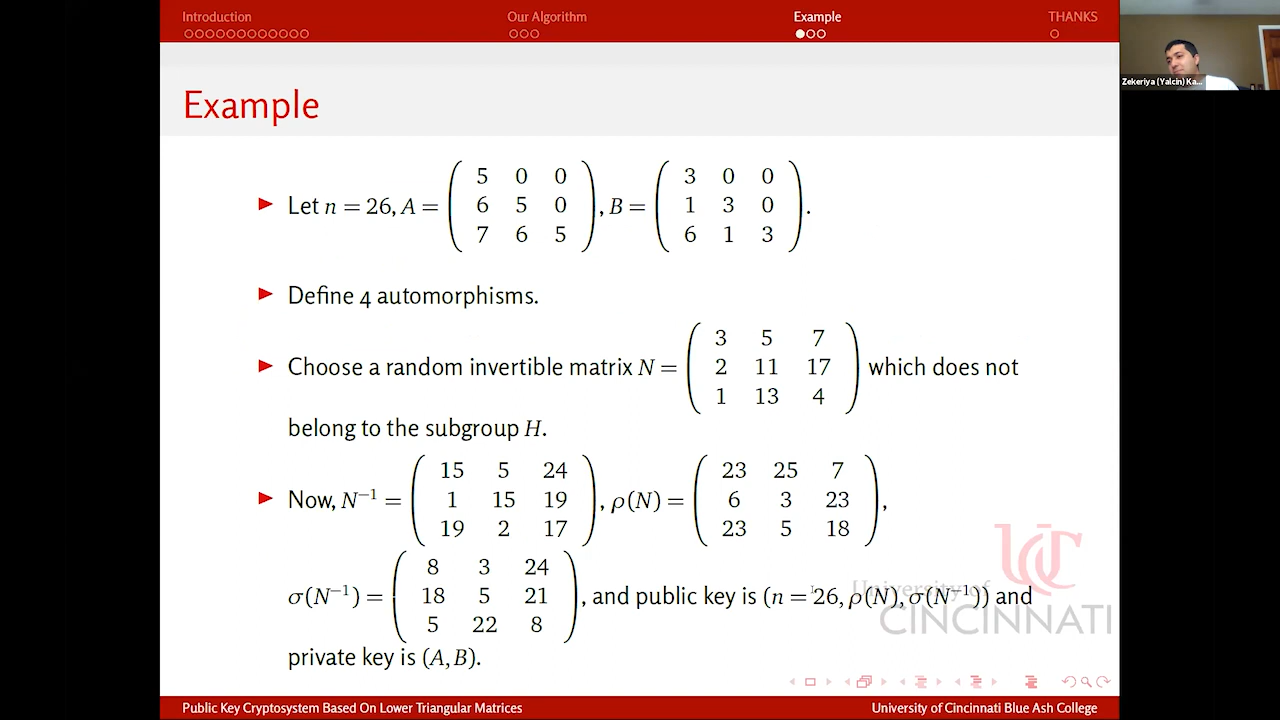 Introduction Our Algorithm Example THANKS
Zekeriya (Yalcin) Ka...
Example
Let n = 26, A = ( 5 0 0 ; 6 5 0 ; 7 6 5 ), B = ( 3 0 0 ; 1 3 0 ; 6 1 3 ).
Define 4 automorphisms.
Choose a random invertible matrix N = ( 3 5 7 ; 2 11 17 ; 1 13 4 ) which does not
belong to the subgroup H.
Now, N⁻¹ = ( 15 5 24 ; 1 15 19 ; 19 2 17 ), ρ(N) = ( 23 25 7 ; 6 3 23 ; 23 5 18 ),
σ(N⁻¹) = ( 8 3 24 ; 18 5 21 ; 5 22 8 ), and public key is (n = 26, ρ(N), σ(N⁻¹)) and
private key is (A, B).
UC
University of
CINCINNATI
Public Key Cryptosystem Based On Lower Triangular Matrices University of Cincinnati Blue Ash College